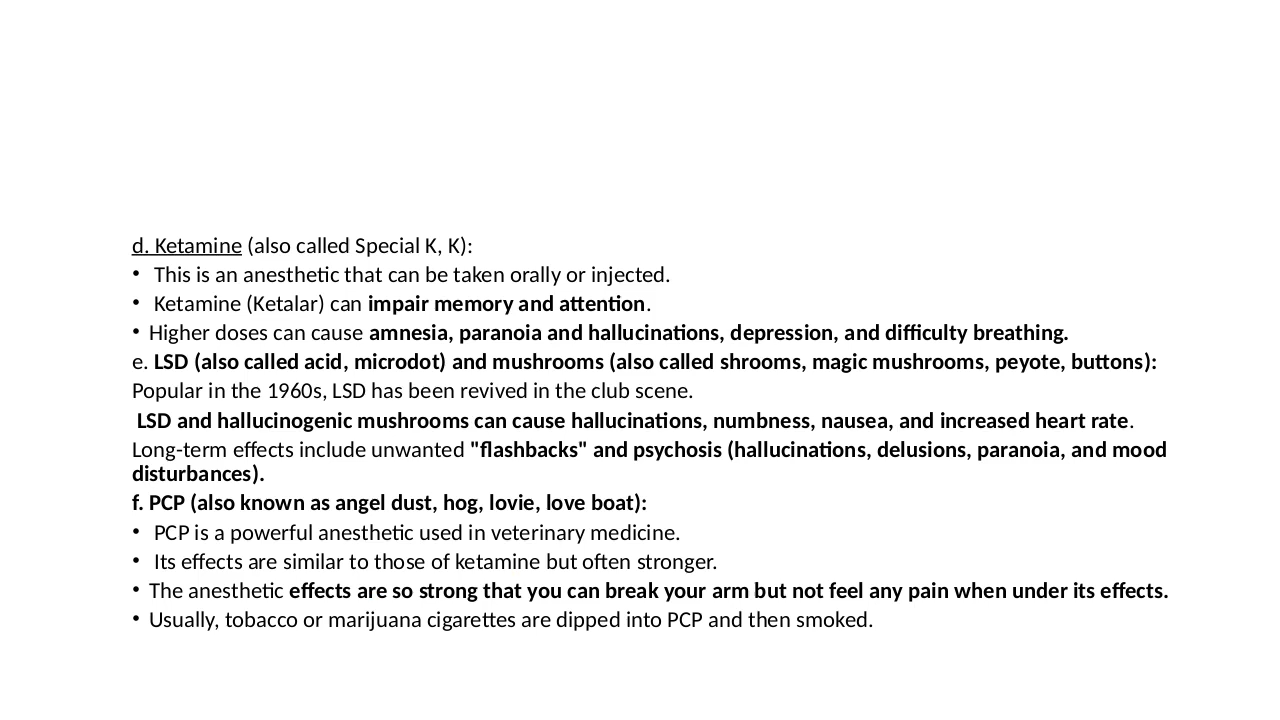 d. Ketamine (also called Special K, K):
• This is an anesthetic that can be taken orally or injected.
• Ketamine (Ketalar) can impair memory and attention.
• Higher doses can cause amnesia, paranoia and hallucinations, depression, and difficulty breathing.
e. LSD (also called acid, microdot) and mushrooms (also called shrooms, magic mushrooms, peyote, buttons):
Popular in the 1960s, LSD has been revived in the club scene.
LSD and hallucinogenic mushrooms can cause hallucinations, numbness, nausea, and increased heart rate.
Long-term effects include unwanted "flashbacks" and psychosis (hallucinations, delusions, paranoia, and mood
disturbances).
f. PCP (also known as angel dust, hog, lovie, love boat):
• PCP is a powerful anesthetic used in veterinary medicine.
• Its effects are similar to those of ketamine but often stronger.
• The anesthetic effects are so strong that you can break your arm but not feel any pain when under its effects.
• Usually, tobacco or marijuana cigarettes are dipped into PCP and then smoked.